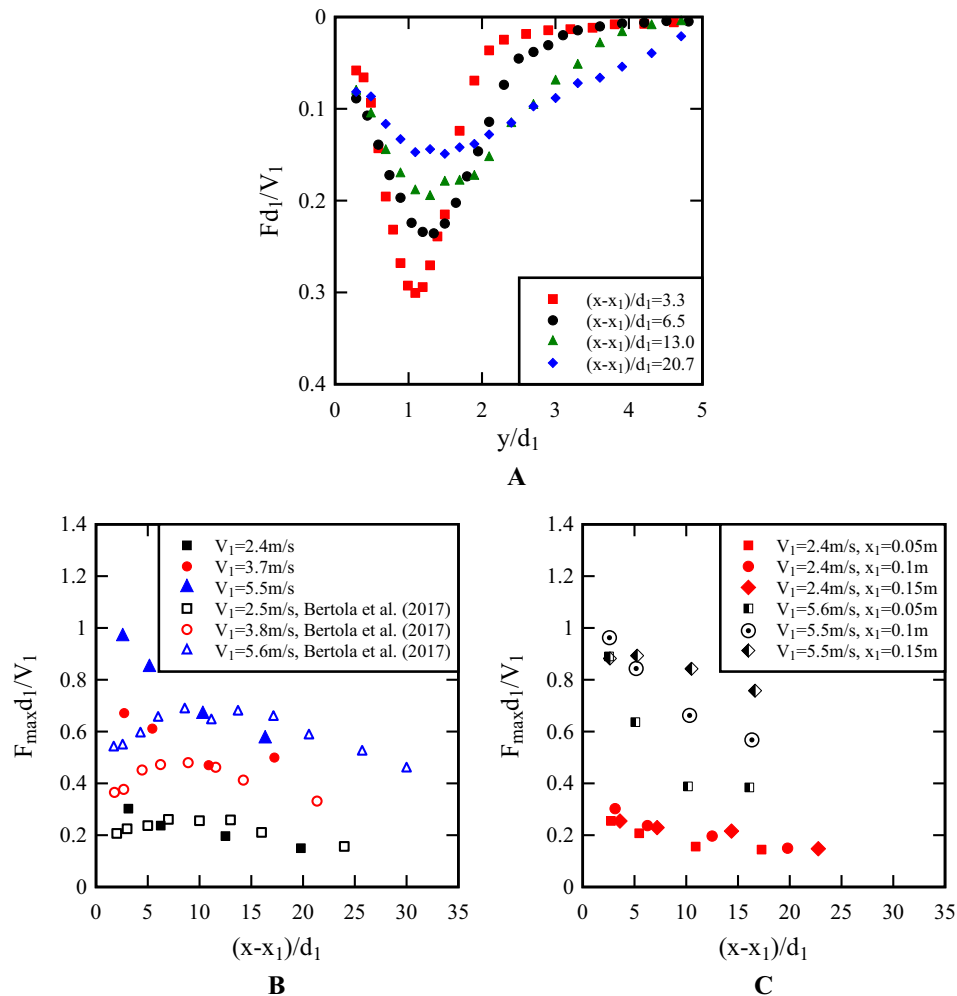 0
0.1
0.2
0.3
0.4
Fd1/V1
(x-x1)/d1=3.3
(x-x1)/d1=6.5
(x-x1)/d1=13.0
(x-x1)/d1=20.7
0 1 2 3 4 5
y/d1
A
1.4
1.2
1
0.8
0.6
0.4
0.2
0
Fmaxd1/V1
V1=2.4m/s
V1=3.7m/s
V1=5.5m/s
V1=2.5m/s, Bertola et al. (2017)
V1=3.8m/s, Bertola et al. (2017)
V1=5.6m/s, Bertola et al. (2017)
0 5 10 15 20 25 30 35
(x-x1)/d1
B
1.4
1.2
1
0.8
0.6
0.4
0.2
0
Fmaxd1/V1
V1=2.4m/s, x1=0.05m
V1=2.4m/s, x1=0.1m
V1=2.4m/s, x1=0.15m
V1=5.6m/s, x1=0.05m
V1=5.5m/s, x1=0.1m
V1=5.5m/s, x1=0.15m
0 5 10 15 20 25 30 35
(x-x1)/d1
C